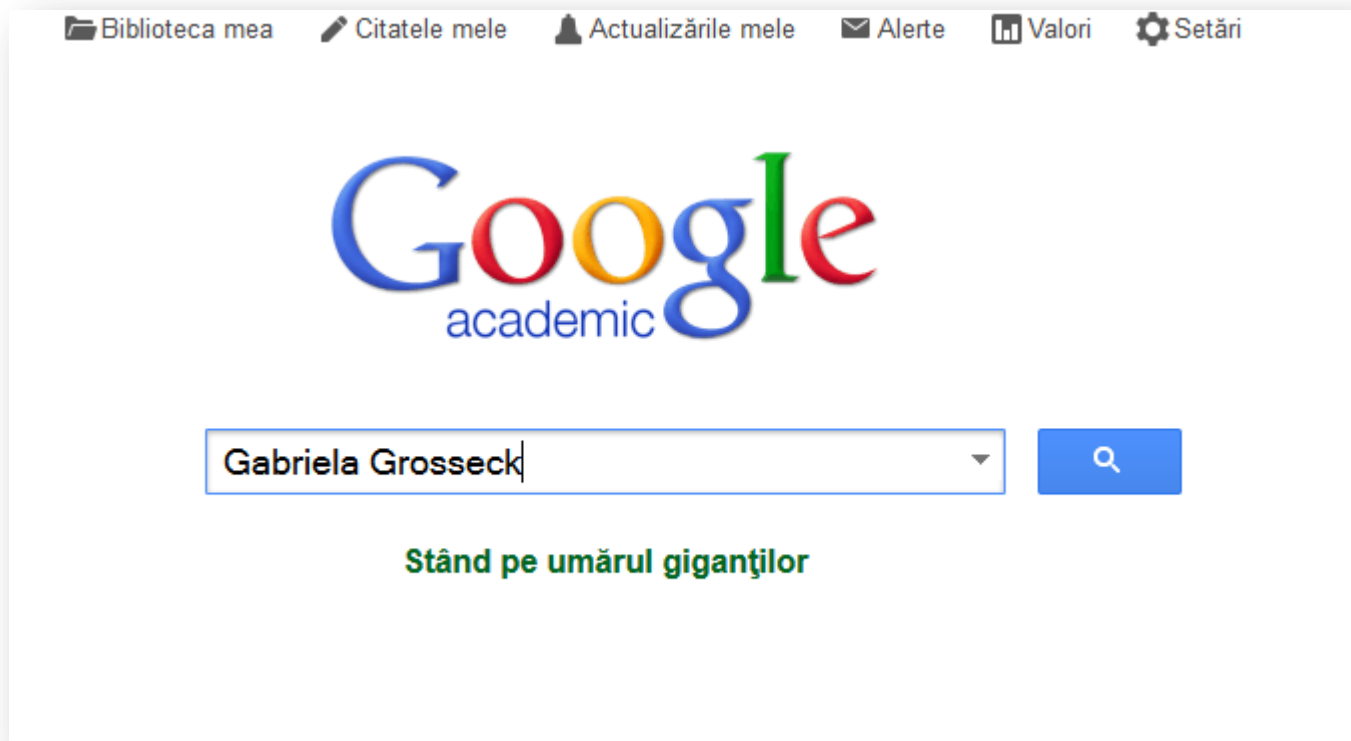 Biblioteca mea Citatele mele Actualizările mele Alerte Valori Setări
Google
academic
Gabriela Grosseck
Stând pe umărul giganţilor